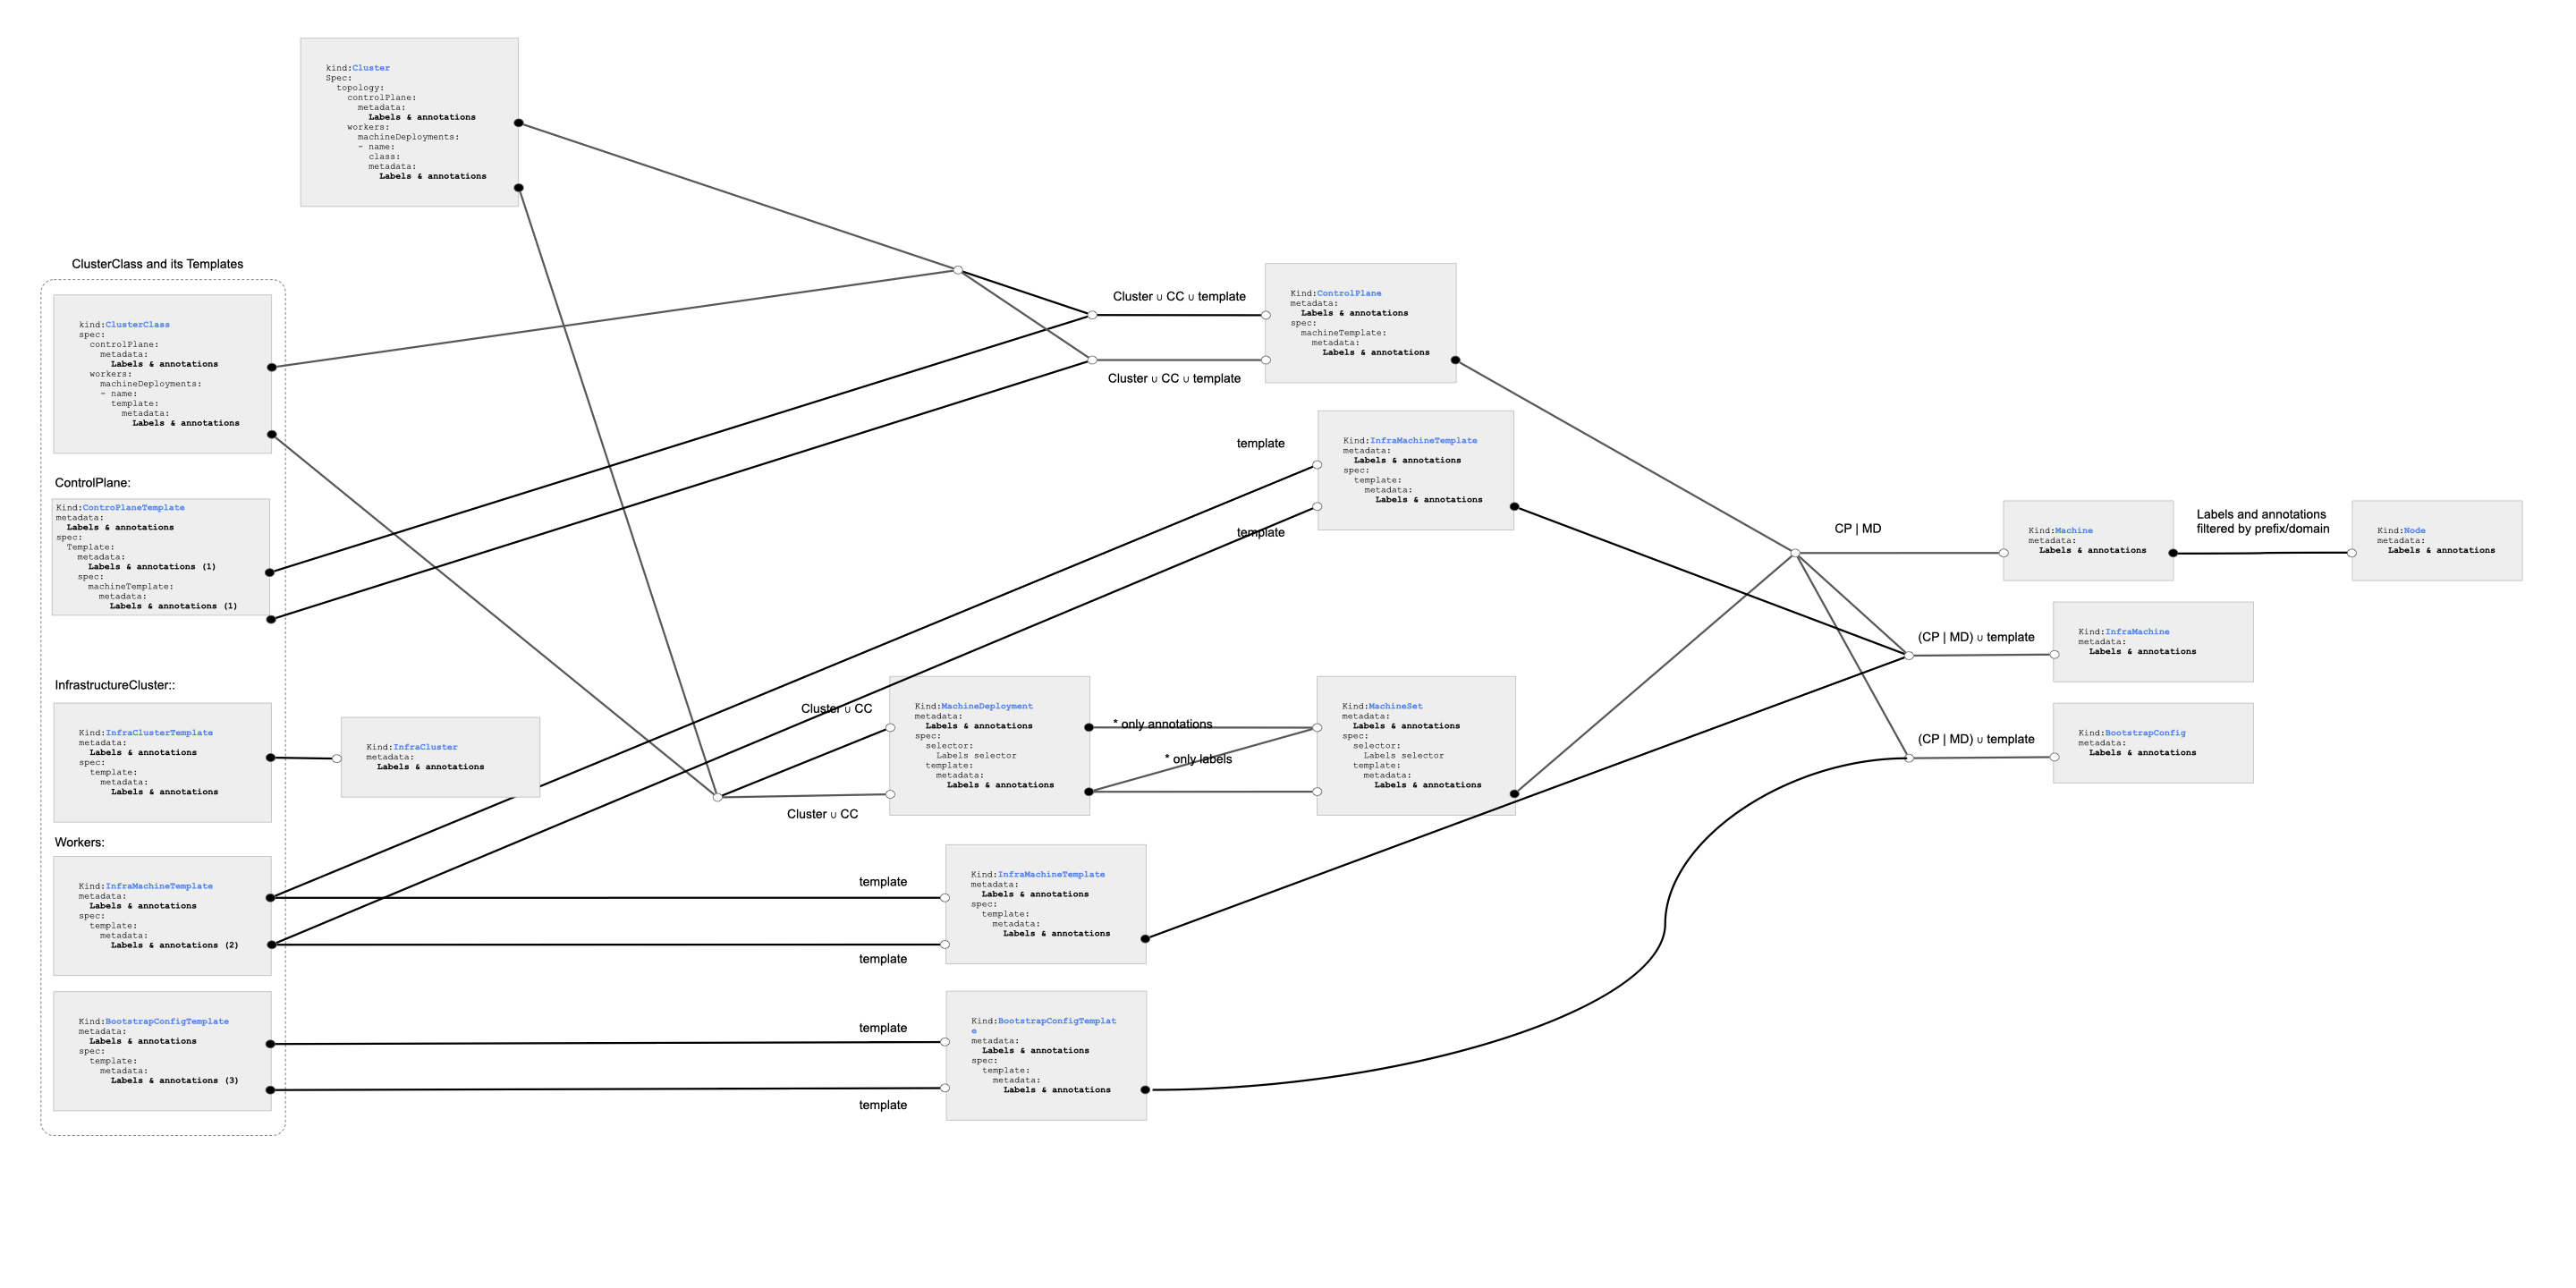 kind:Cluster
Spec:
topology:
controlPlane:
metadata:
Labels & annotations
workers:
machineDeployments:
- name:
class:
metadata:
Labels & annotations
ClusterClass and its Templates
kind:ClusterClass
spec:
controlPlane:
metadata:
Labels & annotations
workers:
machineDeployments:
- name:
template:
metadata:
Labels & annotations
ControlPlane:
Kind:ControPlaneTemplate
metadata:
Labels & annotations
spec:
Template:
metadata:
Labels & annotations (1)
spec:
machineTemplate:
metadata:
Labels & annotations (1)
InfrastructureCluster::
Kind:InfraClusterTemplate
metadata:
Labels & annotations
spec:
template:
metadata:
Labels & annotations
Kind:InfraCluster
metadata:
Labels & annotations
Workers:
Kind:InfraMachineTemplate
metadata:
Labels & annotations
spec:
template:
metadata:
Labels & annotations (2)
Kind:BootstrapConfigTemplate
metadata:
Labels & annotations
spec:
template:
metadata:
Labels & annotations (3)
Cluster ∪ CC ∪ template
Cluster ∪ CC ∪ template
Kind:ControlPlane
metadata:
Labels & annotations
spec:
machineTemplate:
metadata:
Labels & annotations
template
template
Kind:InfraMachineTemplate
metadata:
Labels & annotations
spec:
template:
metadata:
Labels & annotations
Cluster ∪ CC
Cluster ∪ CC
Kind:MachineDeployment
metadata:
Labels & annotations
spec:
selector:
Labels selector
template:
metadata:
Labels & annotations
* only annotations
* only labels
Kind:MachineSet
metadata:
Labels & annotations
spec:
selector:
Labels selector
template:
metadata:
Labels & annotations
template
template
Kind:InfraMachineTemplate
metadata:
Labels & annotations
spec:
template:
metadata:
Labels & annotations
template
template
Kind:BootstrapConfigTemplat
e
metadata:
Labels & annotations
spec:
template:
metadata:
Labels & annotations
CP | MD
Kind:Machine
metadata:
Labels & annotations
Labels and annotations
filtered by prefix/domain
Kind:Node
metadata:
Labels & annotations
(CP | MD) ∪ template
Kind:InfraMachine
metadata:
Labels & annotations
(CP | MD) ∪ template
Kind:BootstrapConfig
metadata:
Labels & annotations